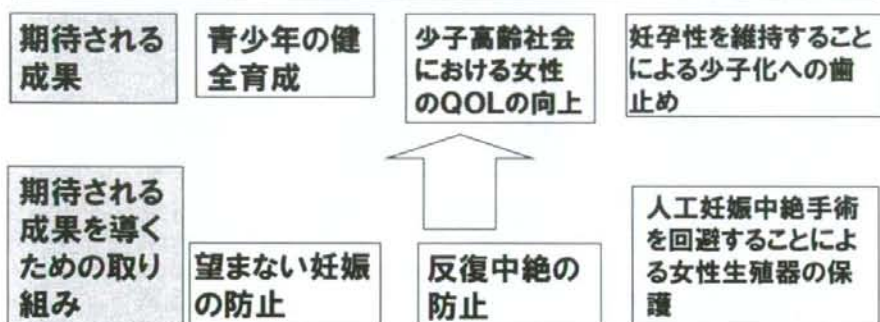 期待される
成果
青少年の健
全育成
少子高齢社会
における女性
のQOLの向上
妊孕性を維持すること
による少子化への歯
止め
期待される
成果を導く
ための取り
組み
望まない妊娠
の防止
反復中絶の
防止
人工妊娠中絶手術
を回避することによ
る女性生殖器の保
護